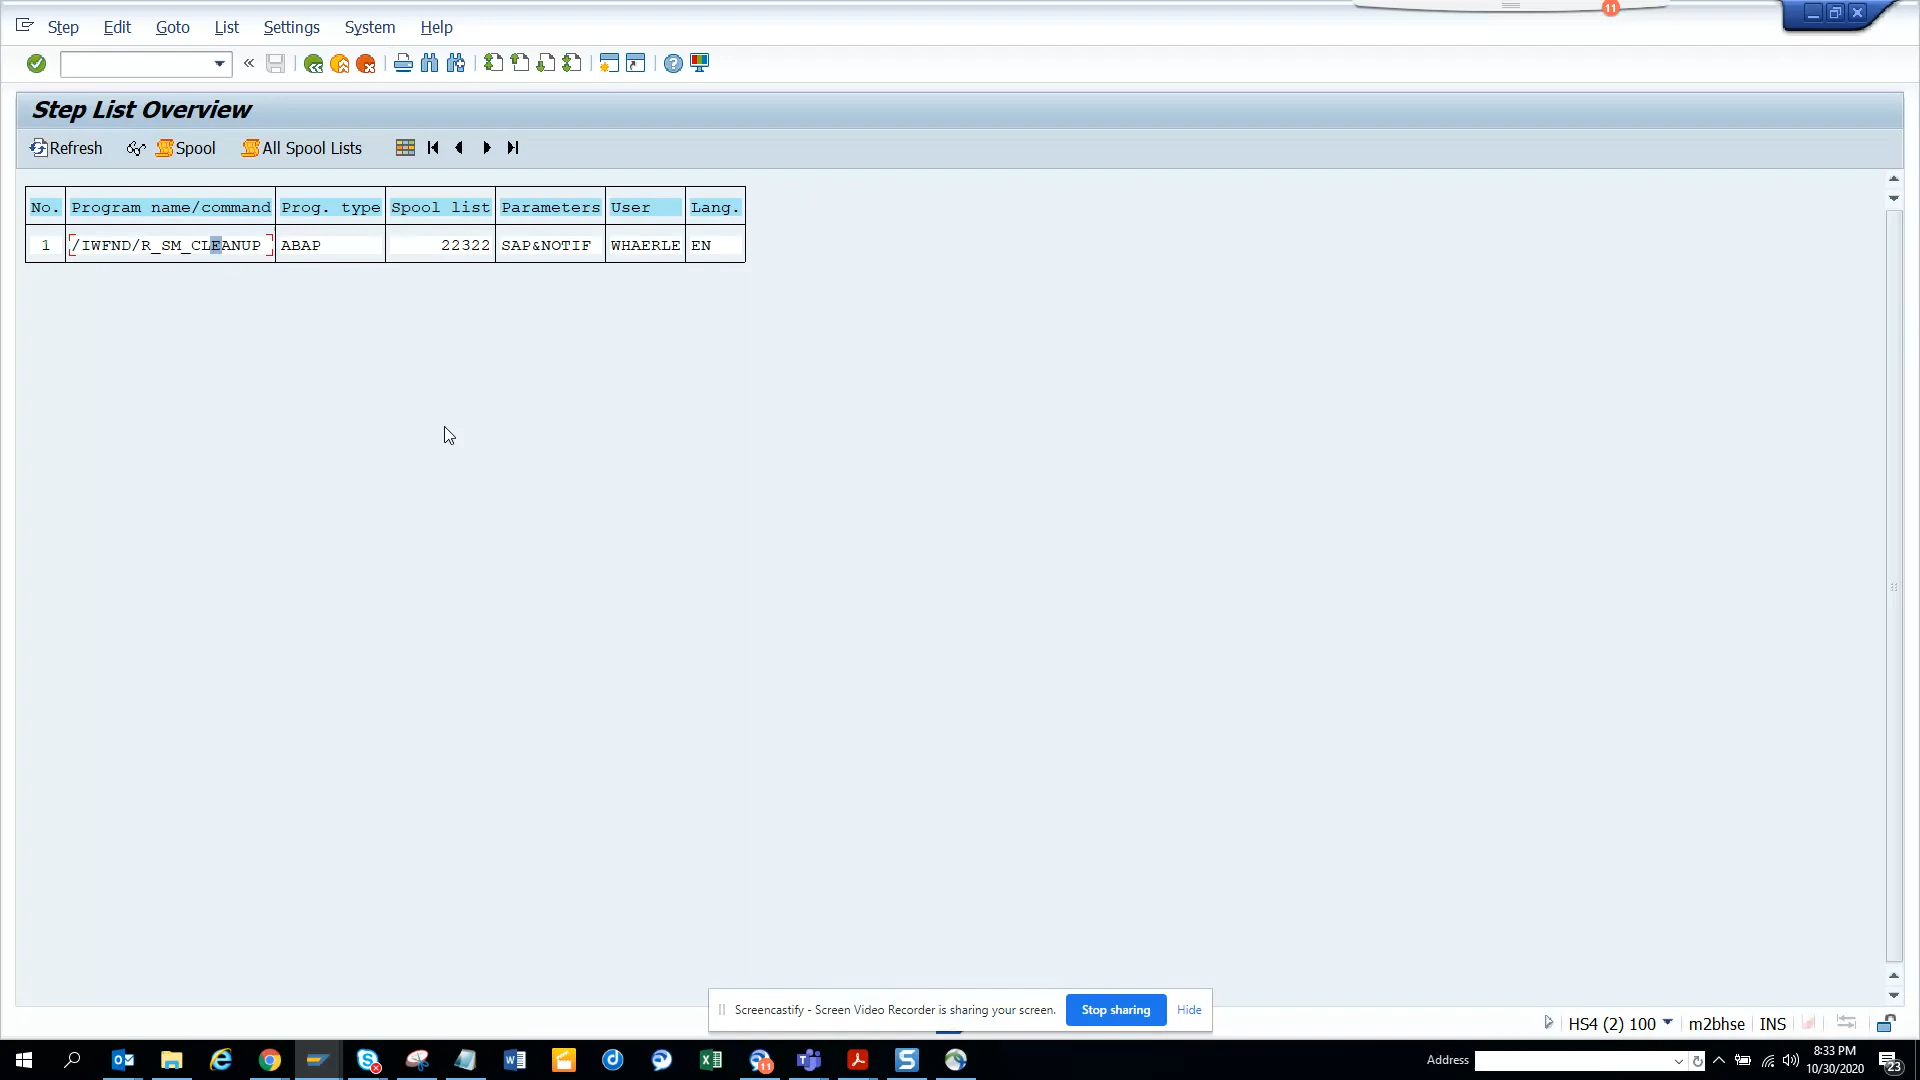 Step Edit Goto List Settings System Help
11
«
Step List Overview
Refresh Spool All Spool Lists
No. Program name/command Prog. type Spool list Parameters User Lang.
1 /IWFND/R_SM_CLEANUP ABAP 22322 SAP&NOTIF WHAERLE EN
Screencastify - Screen Video Recorder is sharing your screen. Stop sharing Hide
HS4 (2) 100 m2bhse INS
11
Address
8:33 PM
10/30/2020
23